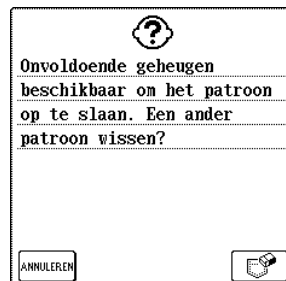 Onvoldoende geheugen
beschikbaar om het patroon
op te slaan. Een ander
patroon wissen?
ANNULEREN